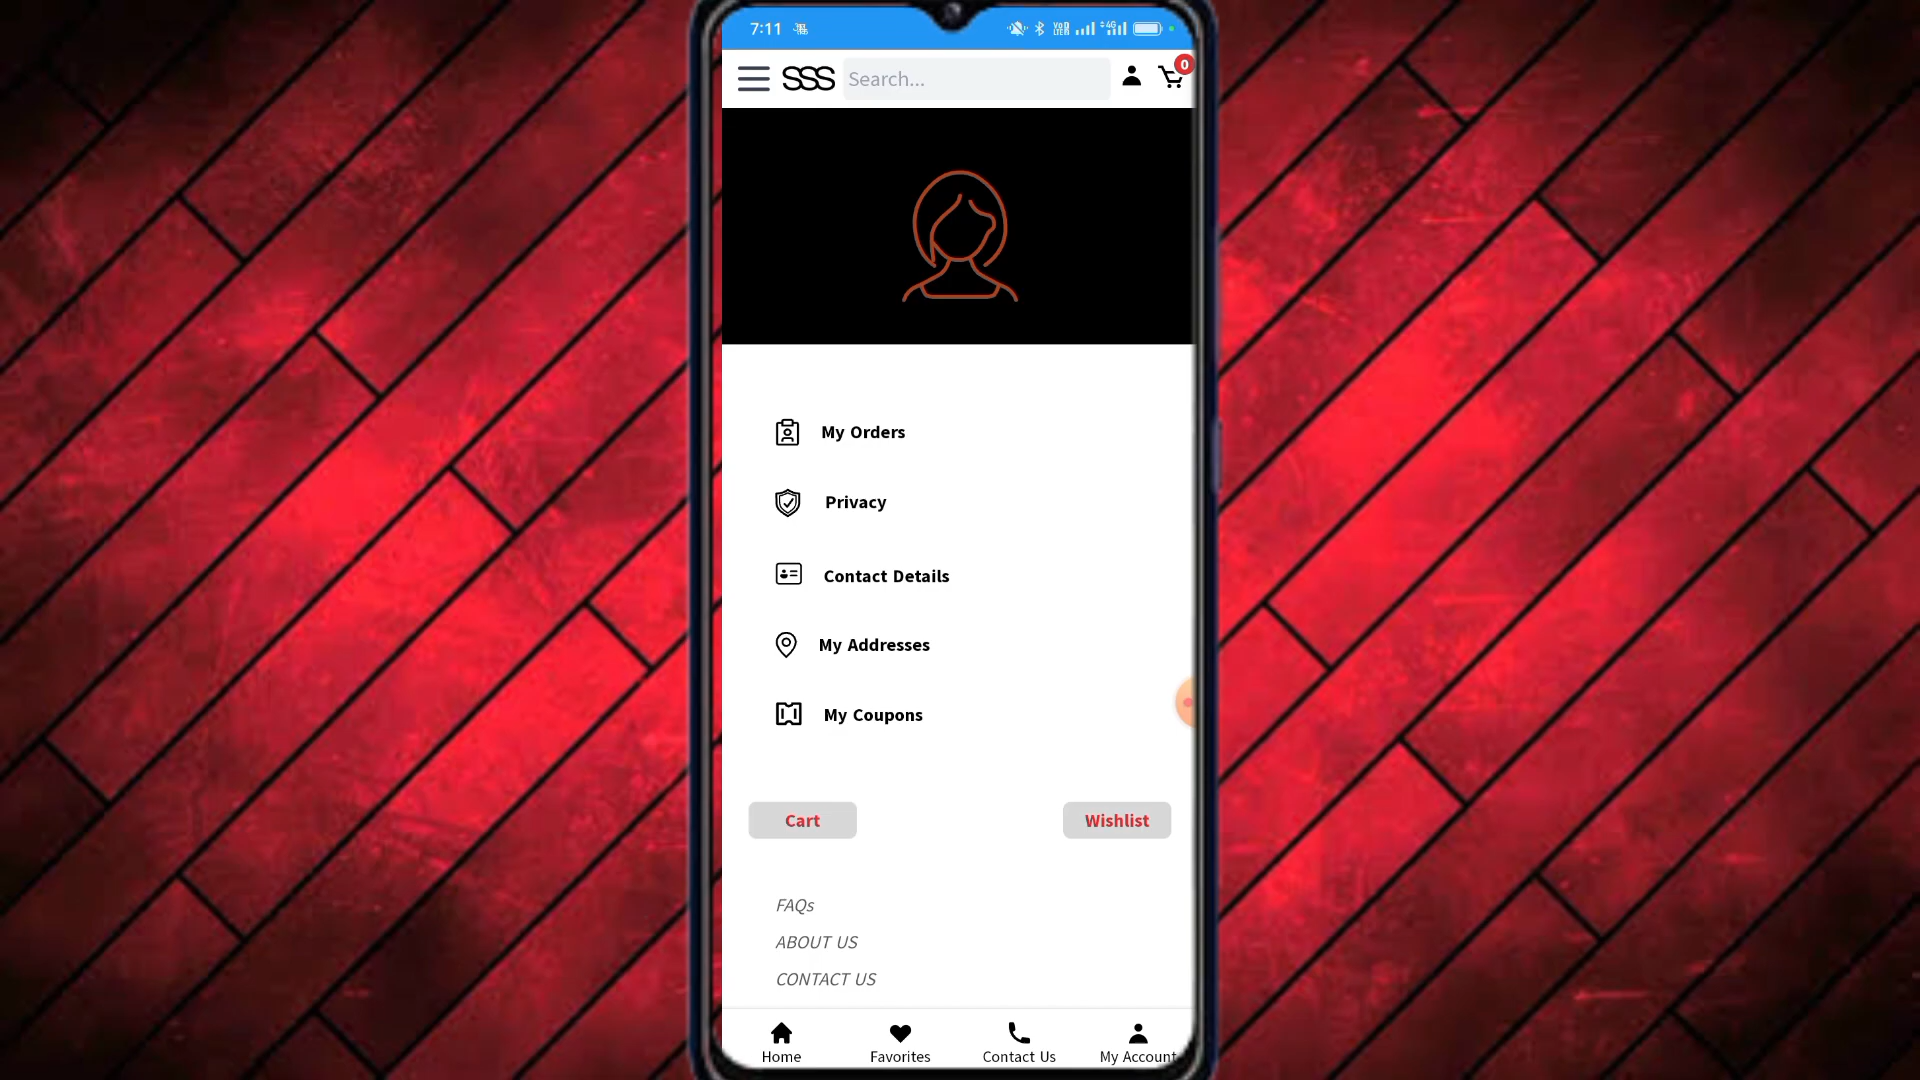 7:11
SSS Search... 0
My Orders
Privacy
Contact Details
My Addresses
My Coupons
Cart Wishlist
FAQs
ABOUT US
CONTACT US
Home Favorites Contact Us My Account